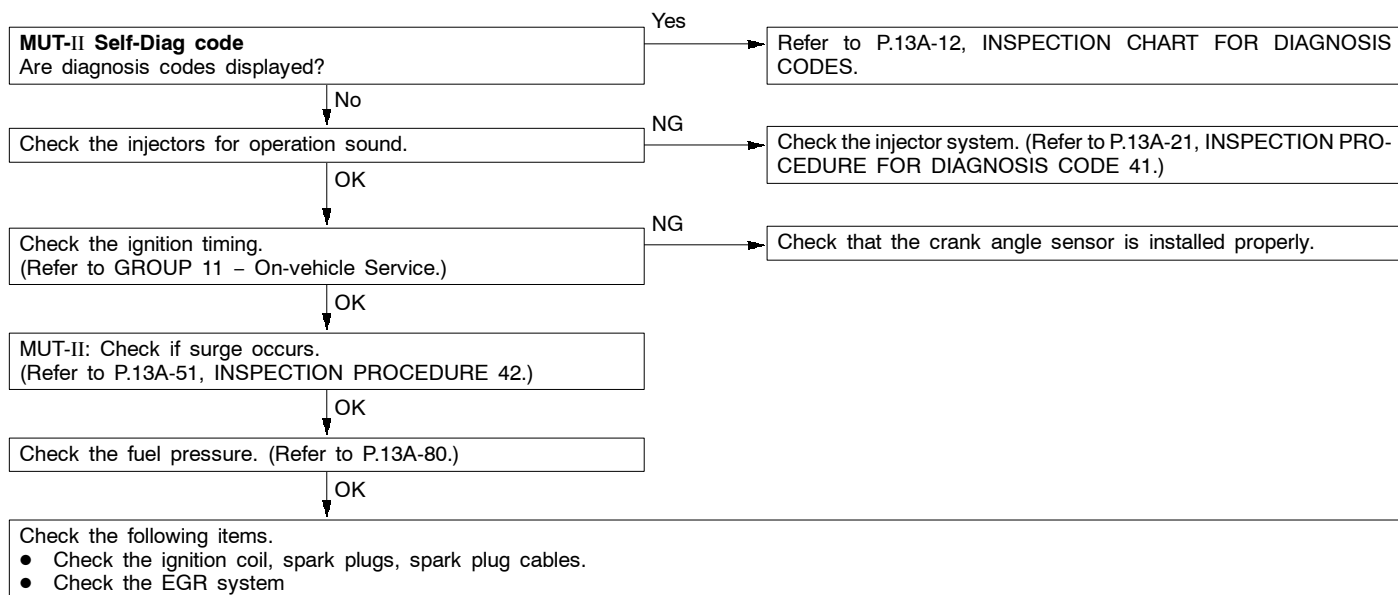 MUT-II Self-Diag code
Are diagnosis codes displayed?
Yes
Refer to P.13A-12, INSPECTION CHART FOR DIAGNOSIS
CODES.
No
Check the injectors for operation sound.
NG
Check the injector system. (Refer to P.13A-21, INSPECTION PRO-
CEDURE FOR DIAGNOSIS CODE 41.)
OK
Check the ignition timing.
(Refer to GROUP 11 – On-vehicle Service.)
NG
Check that the crank angle sensor is installed properly.
OK
MUT-II: Check if surge occurs.
(Refer to P.13A-51, INSPECTION PROCEDURE 42.)
OK
Check the fuel pressure. (Refer to P.13A-80.)
OK
Check the following items.
● Check the ignition coil, spark plugs, spark plug cables.
● Check the EGR system